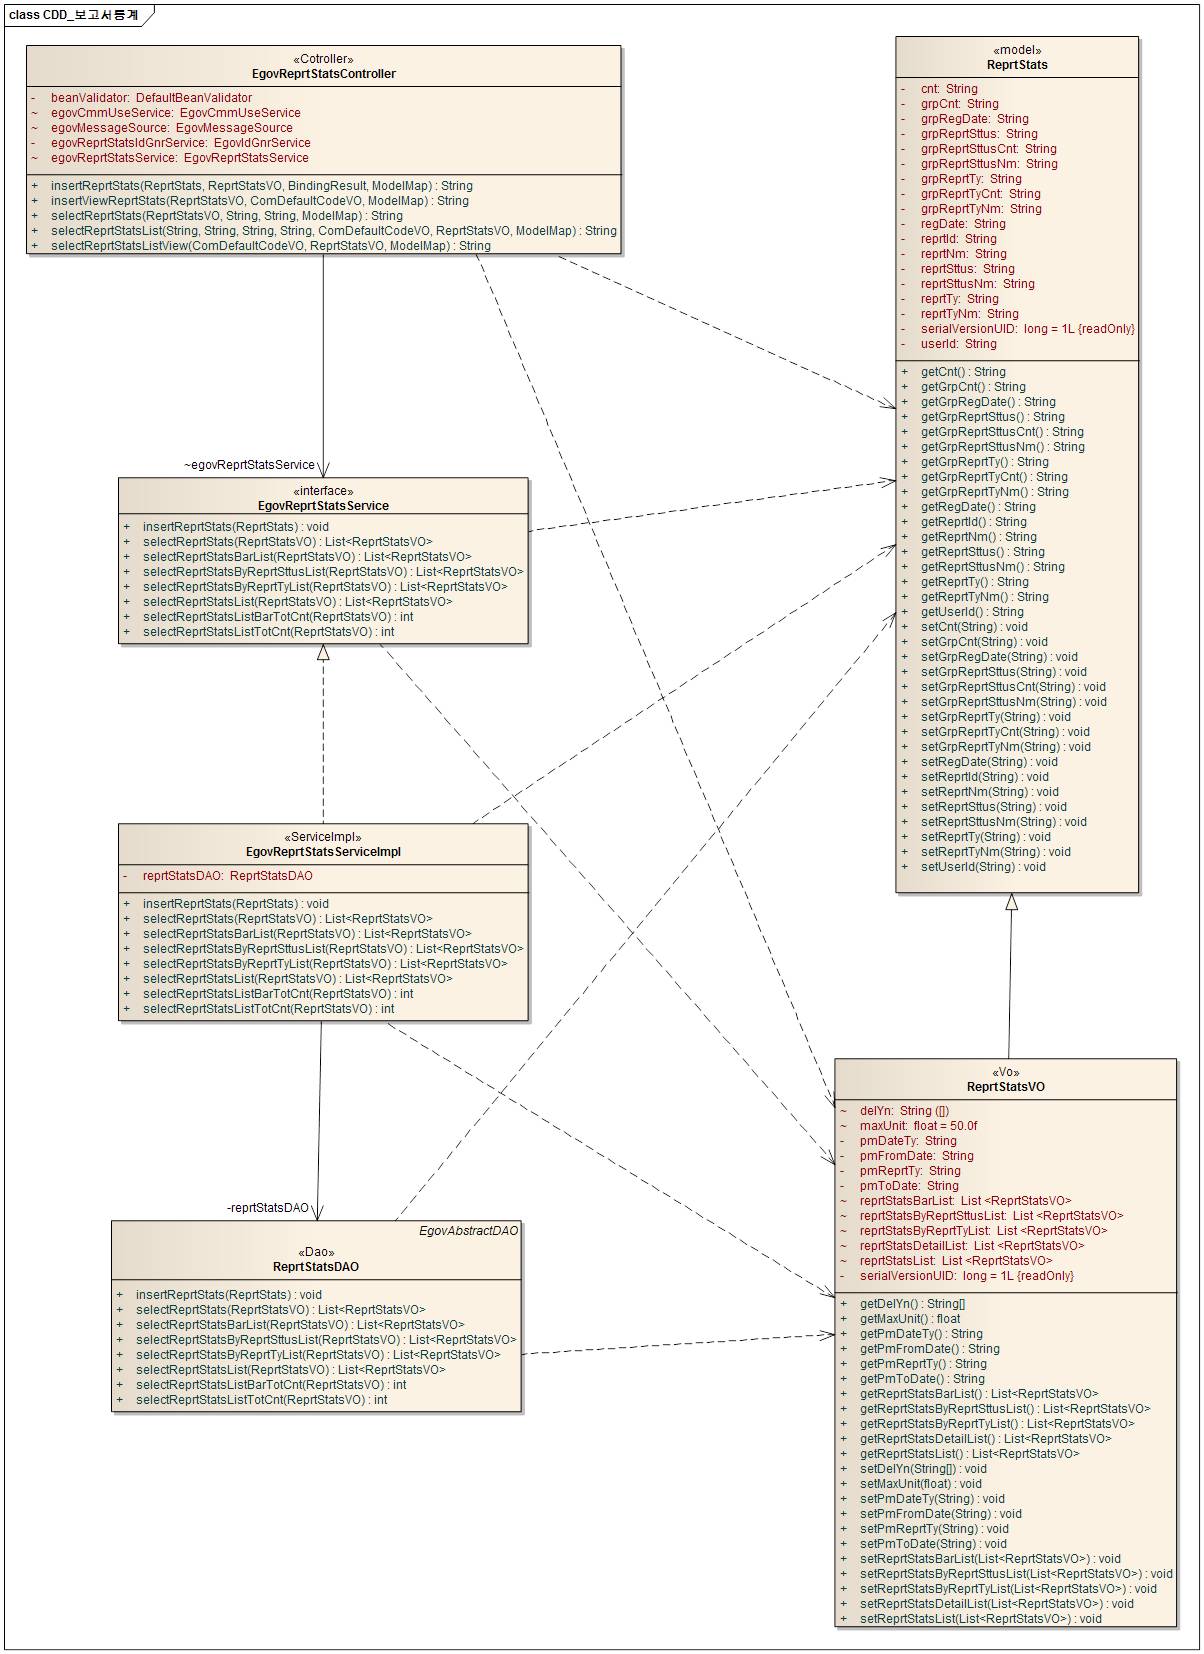 class CDD_보고서통계
«Cotroller»
EgovReprtStatsController
- beanValidator: DefaultBeanValidator
~ egovCmmUseService: EgovCmmUseService
~ egovMessageSource: EgovMessageSource
- egovReprtStatsIdGnrService: EgovIdGnrService
~ egovReprtStatsService: EgovReprtStatsService
+ insertReprtStats(ReprtStats, ReprtStatsVO, BindingResult, ModelMap) : String
+ insertViewReprtStats(ReprtStatsVO, ComDefaultCodeVO, ModelMap) : String
+ selectReprtStats(ReprtStatsVO, String, String, ModelMap) : String
+ selectReprtStatsList(String, String, String, String, ComDefaultCodeVO, ReprtStatsVO, ModelMap) : String
+ selectReprtStatsListView(ComDefaultCodeVO, ReprtStatsVO, ModelMap) : String
~egovReprtStatsService
«interface»
EgovReprtStatsService
+ insertReprtStats(ReprtStats) : void
+ selectReprtStats(ReprtStatsVO) : List<ReprtStatsVO>
+ selectReprtStatsBarList(ReprtStatsVO) : List<ReprtStatsVO>
+ selectReprtStatsByReprtSttusList(ReprtStatsVO) : List<ReprtStatsVO>
+ selectReprtStatsByReprtTyList(ReprtStatsVO) : List<ReprtStatsVO>
+ selectReprtStatsList(ReprtStatsVO) : List<ReprtStatsVO>
+ selectReprtStatsListBarTotCnt(ReprtStatsVO) : int
+ selectReprtStatsListTotCnt(ReprtStatsVO) : int
«ServiceImpl»
EgovReprtStatsServiceImpl
- reprtStatsDAO: ReprtStatsDAO
+ insertReprtStats(ReprtStats) : void
+ selectReprtStats(ReprtStatsVO) : List<ReprtStatsVO>
+ selectReprtStatsBarList(ReprtStatsVO) : List<ReprtStatsVO>
+ selectReprtStatsByReprtSttusList(ReprtStatsVO) : List<ReprtStatsVO>
+ selectReprtStatsByReprtTyList(ReprtStatsVO) : List<ReprtStatsVO>
+ selectReprtStatsList(ReprtStatsVO) : List<ReprtStatsVO>
+ selectReprtStatsListBarTotCnt(ReprtStatsVO) : int
+ selectReprtStatsListTotCnt(ReprtStatsVO) : int
-reprtStatsDAO
EgovAbstractDAO
«Dao»
ReprtStatsDAO
+ insertReprtStats(ReprtStats) : void
+ selectReprtStats(ReprtStatsVO) : List<ReprtStatsVO>
+ selectReprtStatsBarList(ReprtStatsVO) : List<ReprtStatsVO>
+ selectReprtStatsByReprtSttusList(ReprtStatsVO) : List<ReprtStatsVO>
+ selectReprtStatsByReprtTyList(ReprtStatsVO) : List<ReprtStatsVO>
+ selectReprtStatsList(ReprtStatsVO) : List<ReprtStatsVO>
+ selectReprtStatsListBarTotCnt(ReprtStatsVO) : int
+ selectReprtStatsListTotCnt(ReprtStatsVO) : int
«model»
ReprtStats
- cnt: String
- grpCnt: String
- grpRegDate: String
- grpReprtSttus: String
- grpReprtSttusCnt: String
- grpReprtSttusNm: String
- grpReprtTy: String
- grpReprtTyCnt: String
- grpReprtTyNm: String
- regDate: String
- reprtId: String
- reprtNm: String
- reprtSttus: String
- reprtSttusNm: String
- reprtTy: String
- reprtTyNm: String
- serialVersionUID: long = 1L {readOnly}
- userId: String
+ getCnt() : String
+ getGrpCnt() : String
+ getGrpRegDate() : String
+ getGrpReprtSttus() : String
+ getGrpReprtSttusCnt() : String
+ getGrpReprtSttusNm() : String
+ getGrpReprtTy() : String
+ getGrpReprtTyCnt() : String
+ getGrpReprtTyNm() : String
+ getRegDate() : String
+ getReprtId() : String
+ getReprtNm() : String
+ getReprtSttus() : String
+ getReprtSttusNm() : String
+ getReprtTy() : String
+ getReprtTyNm() : String
+ getUserId() : String
+ setCnt(String) : void
+ setGrpCnt(String) : void
+ setGrpRegDate(String) : void
+ setGrpReprtSttus(String) : void
+ setGrpReprtSttusCnt(String) : void
+ setGrpReprtSttusNm(String) : void
+ setGrpReprtTy(String) : void
+ setGrpReprtTyCnt(String) : void
+ setGrpReprtTyNm(String) : void
+ setRegDate(String) : void
+ setReprtId(String) : void
+ setReprtNm(String) : void
+ setReprtSttus(String) : void
+ setReprtSttusNm(String) : void
+ setReprtTy(String) : void
+ setReprtTyNm(String) : void
+ setUserId(String) : void
«Vo»
ReprtStatsVO
~ delYn: String ([])
~ maxUnit: float = 50.0f
- pmDateTy: String
- pmFromDate: String
- pmReprtTy: String
- pmToDate: String
~ reprtStatsBarList: List <ReprtStatsVO>
~ reprtStatsByReprtSttusList: List <ReprtStatsVO>
~ reprtStatsByReprtTyList: List <ReprtStatsVO>
~ reprtStatsDetailList: List <ReprtStatsVO>
~ reprtStatsList: List <ReprtStatsVO>
- serialVersionUID: long = 1L {readOnly}
+ getDelYn() : String[]
+ getMaxUnit() : float
+ getPmDateTy() : String
+ getPmFromDate() : String
+ getPmReprtTy() : String
+ getPmToDate() : String
+ getReprtStatsBarList() : List<ReprtStatsVO>
+ getReprtStatsByReprtSttusList() : List<ReprtStatsVO>
+ getReprtStatsByReprtTyList() : List<ReprtStatsVO>
+ getReprtStatsDetailList() : List<ReprtStatsVO>
+ getReprtStatsList() : List<ReprtStatsVO>
+ setDelYn(String[]) : void
+ setMaxUnit(float) : void
+ setPmDateTy(String) : void
+ setPmFromDate(String) : void
+ setPmReprtTy(String) : void
+ setPmToDate(String) : void
+ setReprtStatsBarList(List<ReprtStatsVO>) : void
+ setReprtStatsByReprtSttusList(List<ReprtStatsVO>) : void
+ setReprtStatsByReprtTyList(List<ReprtStatsVO>) : void
+ setReprtStatsDetailList(List<ReprtStatsVO>) : void
+ setReprtStatsList(List<ReprtStatsVO>) : void